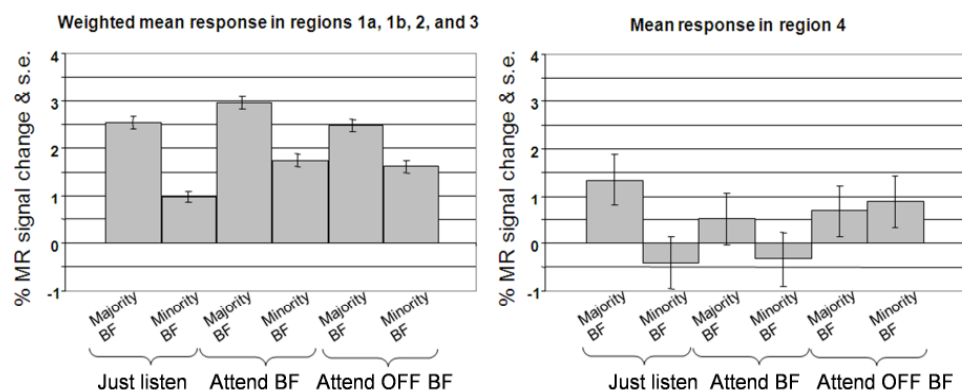 Weighted mean response in regions 1a, 1b, 2, and 3
% MR signal change & s.e.
4
3
2
1
0
-1
Majority BF
Minority BF
Majority BF
Minority BF
Majority BF
Minority BF
Just listen
Attend BF
Attend OFF BF
Mean response in region 4
% MR signal change & s.e.
4
3
2
1
0
-1
Majority BF
Minority BF
Majority BF
Minority BF
Majority BF
Minority BF
Just listen
Attend BF
Attend OFF BF